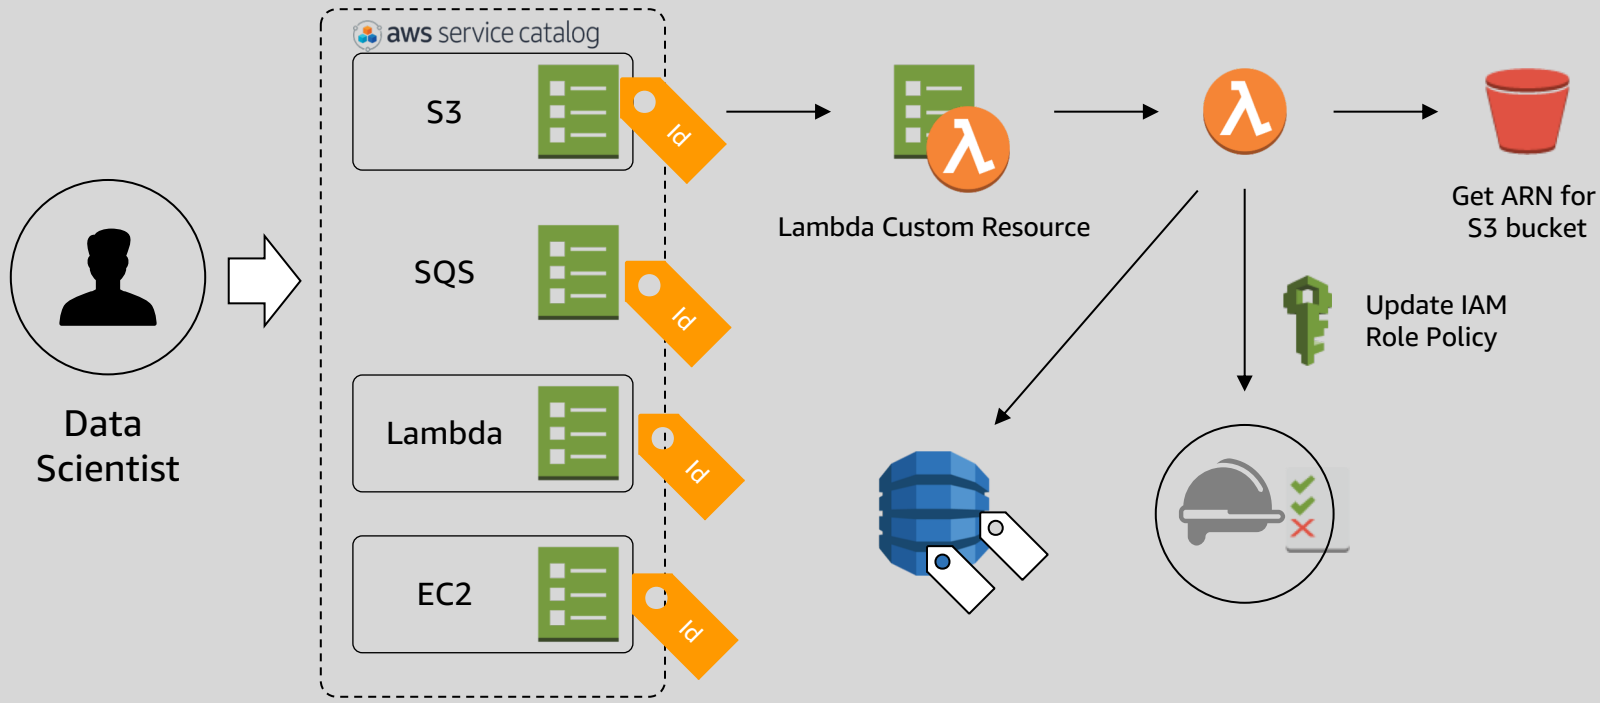 aws service catalog
S3
Id
SQS
Id
Lambda
Id
EC2
Id
Data
Scientist
Lambda Custom Resource
Get ARN for
S3 bucket
Update IAM
Role Policy